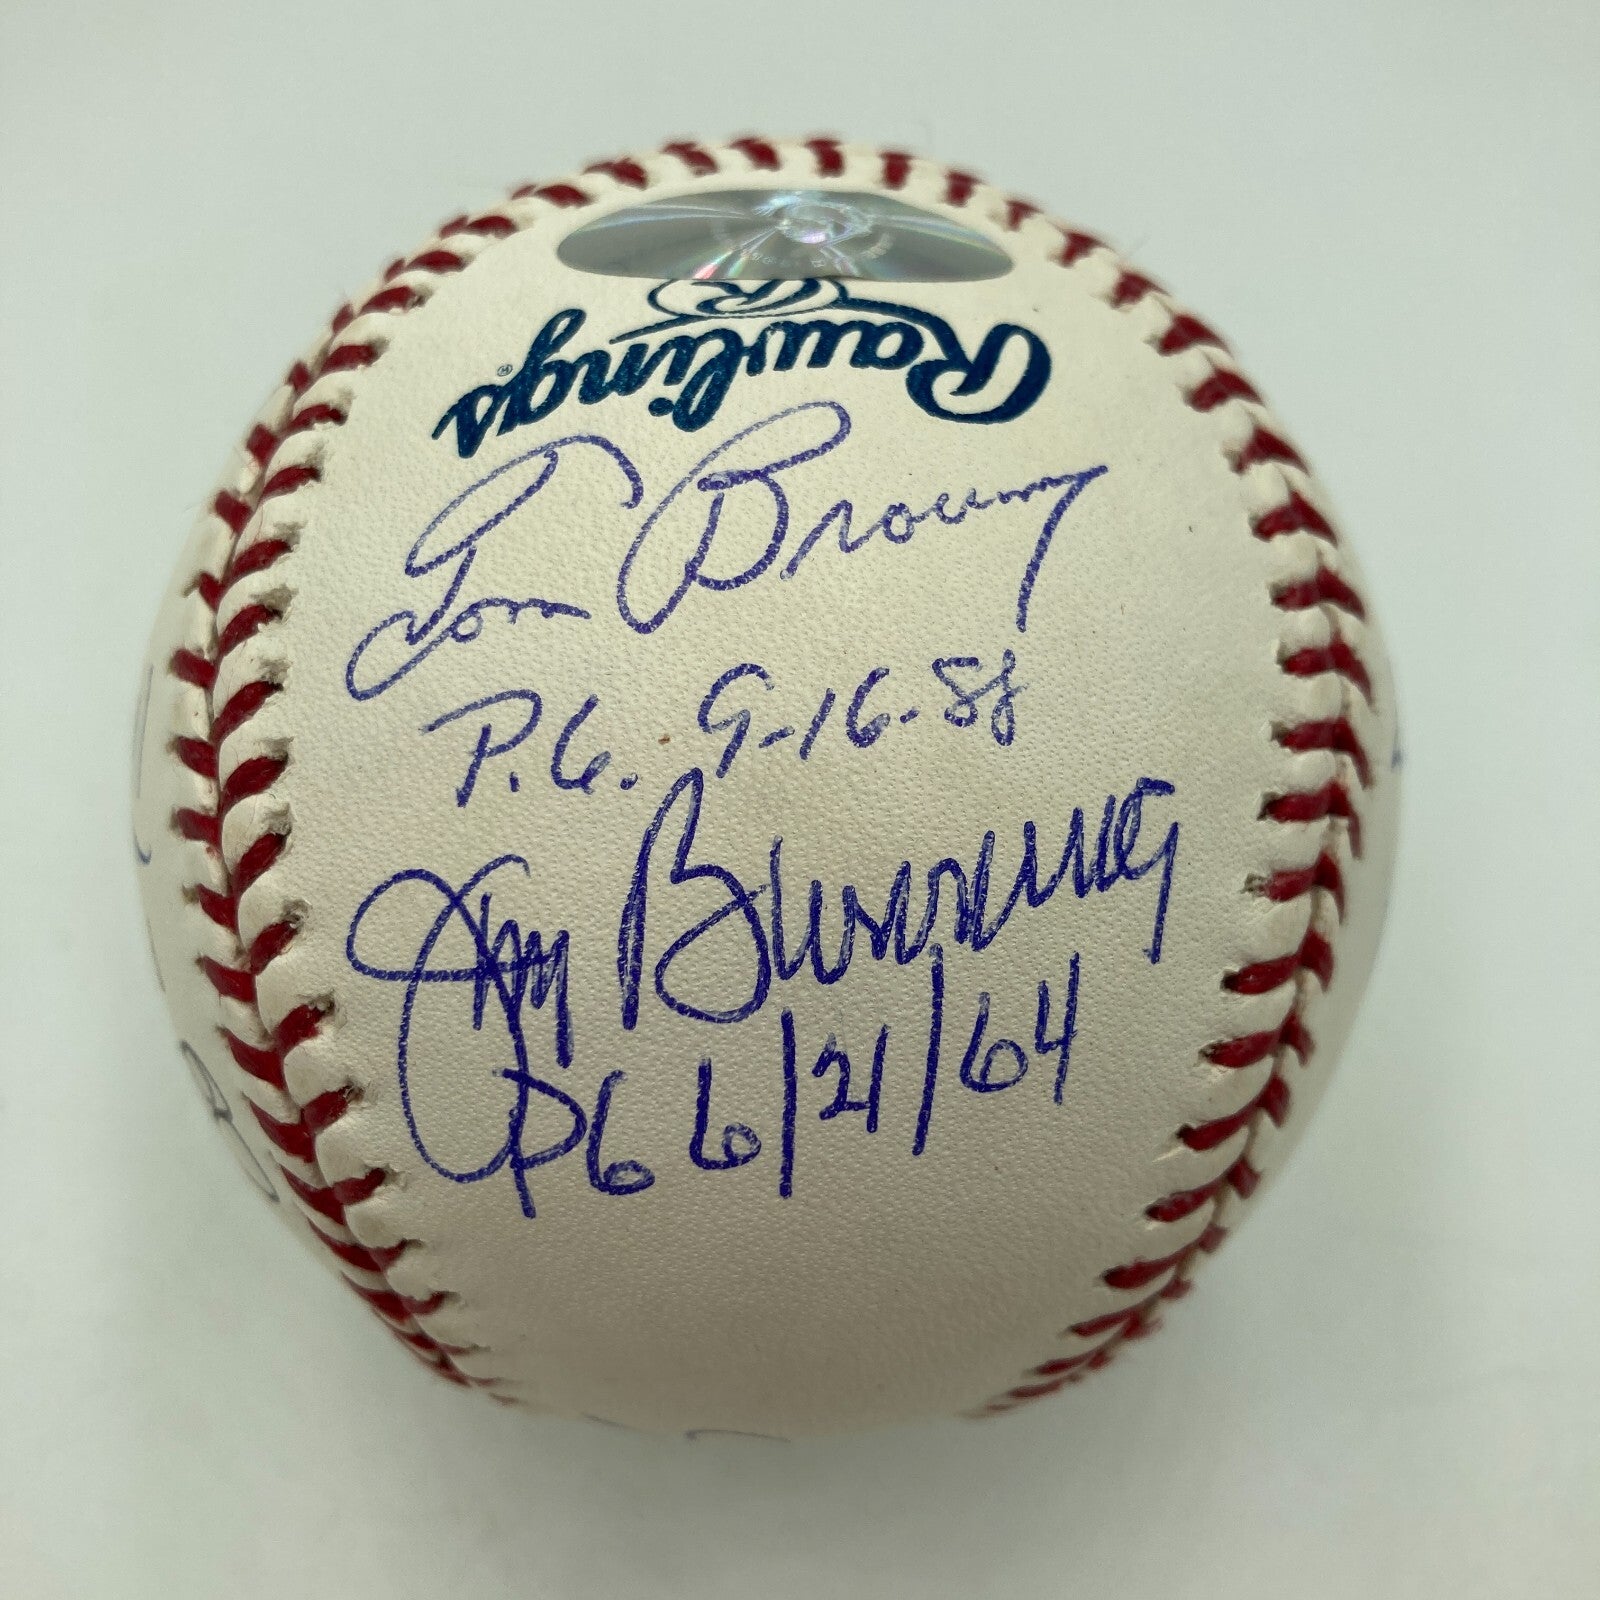 Rawlings
Tom Browning
P.G. 9-16-88
Jim Bunning
PG 6/21/64